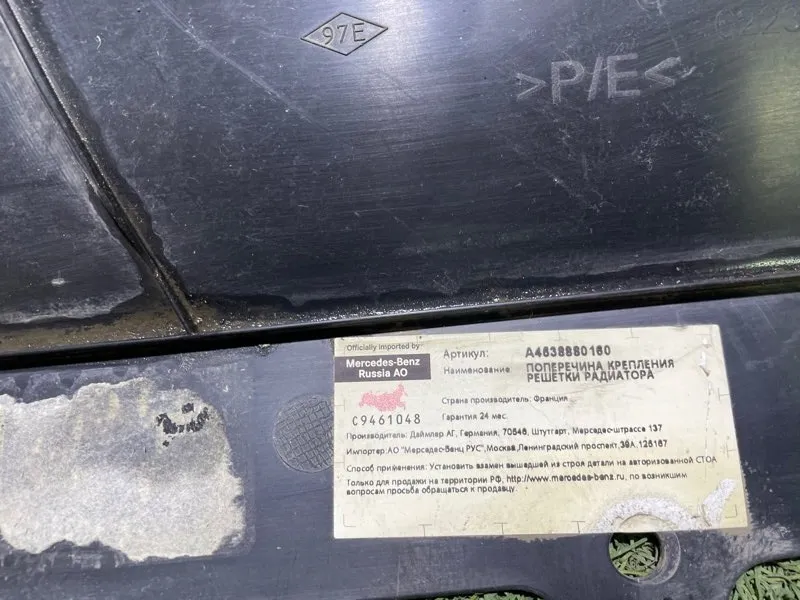 97E
>P/E<
Officially imported by
Mercedes-Benz
Russia AO
C9461048
Артикул: A4638880160
Наименование ПОПЕРЕЧИНА КРЕПЛЕНИЯ
РЕШЕТКИ РАДИАТОРА
Страна производитель: Франция
Гарантия 24 мес.
Производитель: Даймлер АГ, Германия, 70546, Штутгарт, Мерседесштрассе 137
Импортер:АО "Мерседес-Бенц РУС",Москва,Ленинградский проспект,39А,125167
Способ применения: Установить взамен вышедшей из строя детали на авторизованной СТОА
Только для продажи на территории РФ, http://www.mercedes-benz.ru, по возникшим
вопросам просьба обращаться к продавцу.